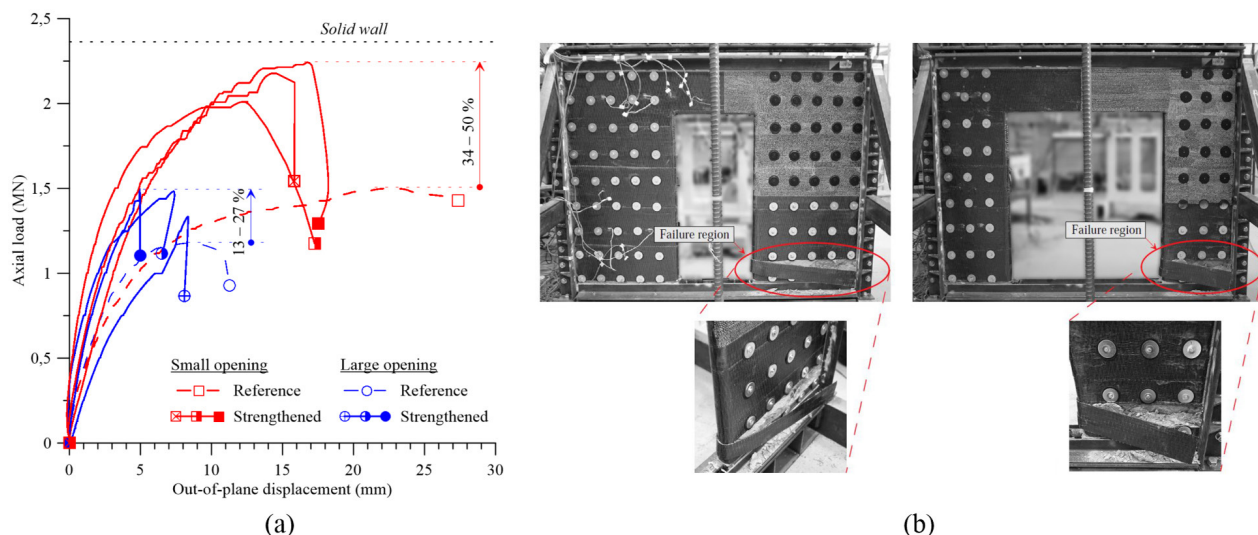 2,5
2
1,5
1
0,5
0
Axial load (MN)
Solid wall
34 – 50 %
13 – 27 %
Small opening
Reference
Strengthened
Large opening
Reference
Strengthened
0 5 10 15 20 25 30
Out-of-plane displacement (mm)
(a)
Failure region
Failure region
(b)